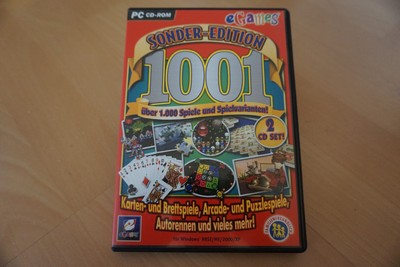 PC CD-ROM
eGames
SONDER-EDITION
1001
über 1.000 Spiele und Spielvarianten!
2
CD SET!
Karten- und Brettspiele, Arcade- und Puzzlespiele,
Autorennen und vieles mehr!